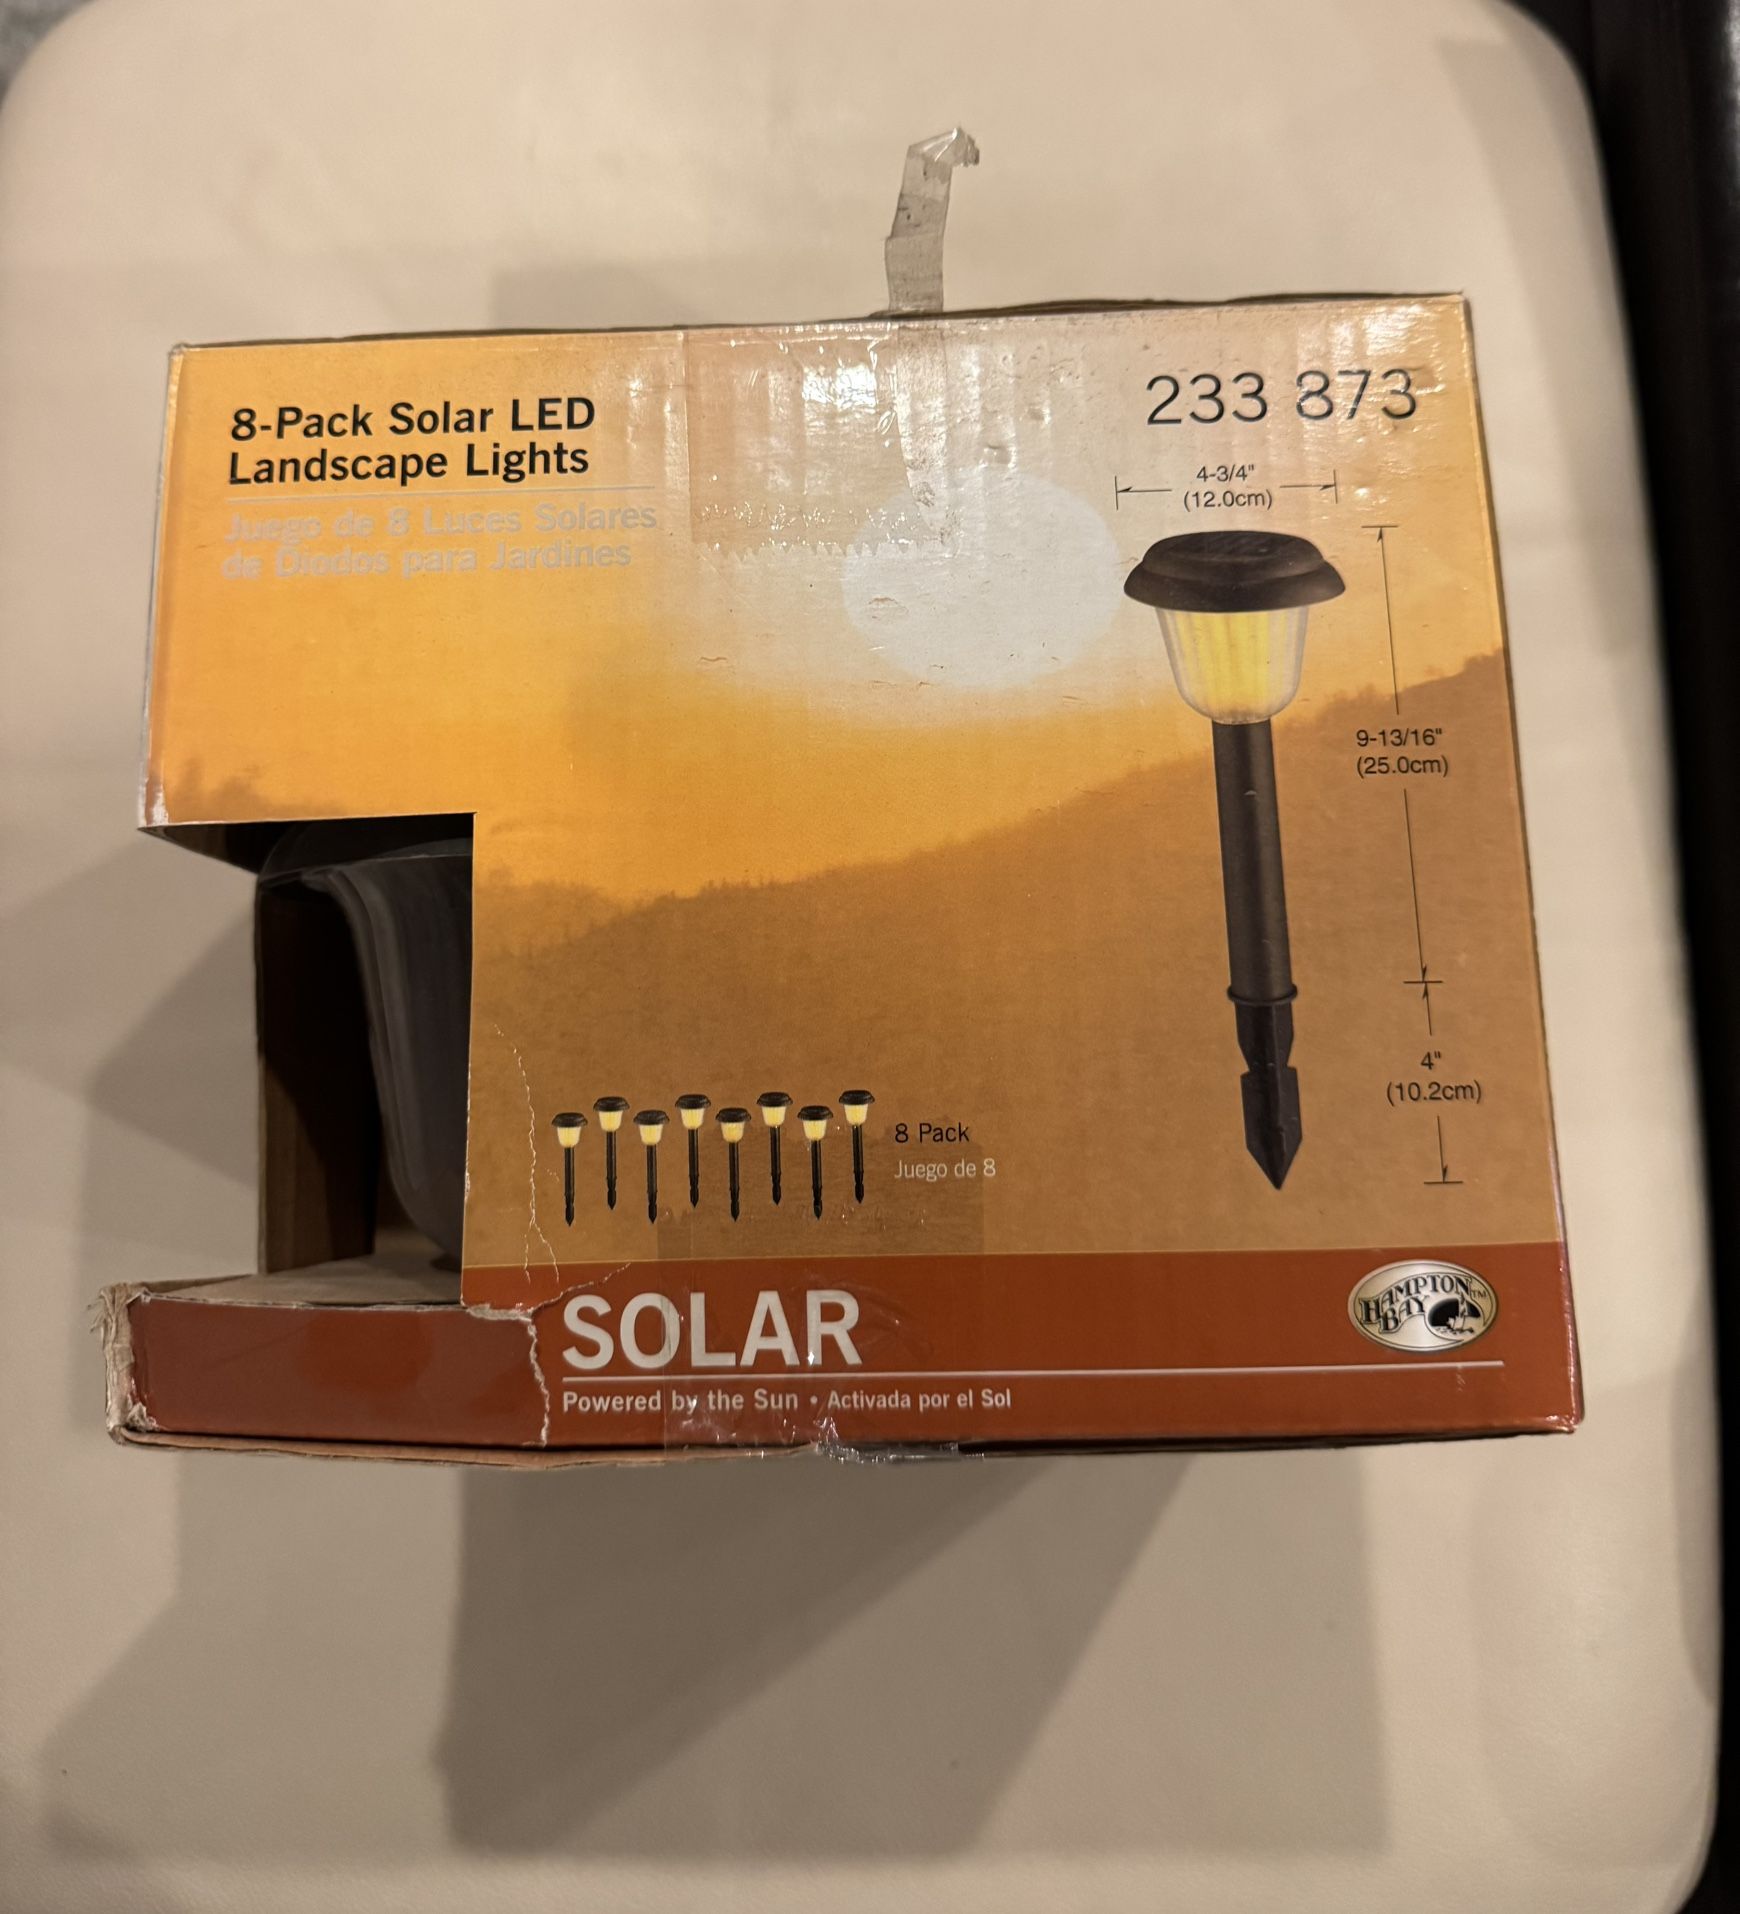 8-Pack Solar LED
Landscape Lights
Juego de 8 Luces Solares
de Diodos para Jardines
233 873
4-3/4"
(12.0cm)
9-13/16"
(25.0cm)
4"
(10.2cm)
8 Pack
Juego de 8
SOLAR
Powered by the Sun • Activada por el Sol
HAMPTON
BAY™